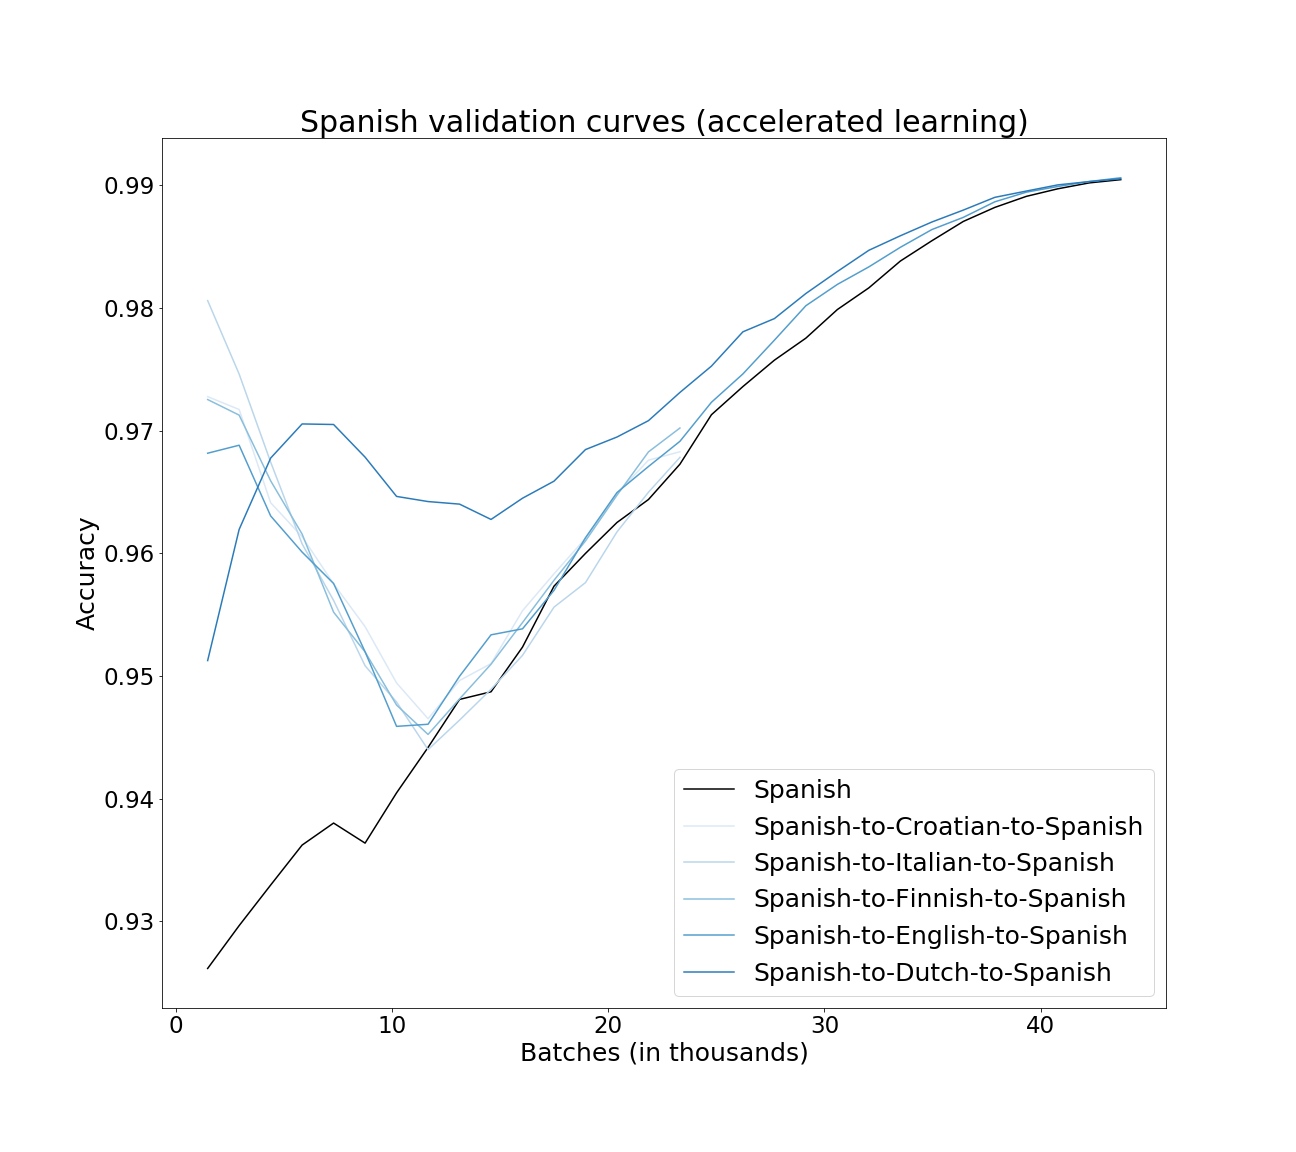 Spanish validation curves (accelerated learning)
0.99
0.98
0.97
0.96
0.95
0.94
0.93
Accuracy
Spanish
Spanish-to-Croatian-to-Spanish
Spanish-to-Italian-to-Spanish
Spanish-to-Finnish-to-Spanish
Spanish-to-English-to-Spanish
Spanish-to-Dutch-to-Spanish
0 10 20 30 40
Batches (in thousands)